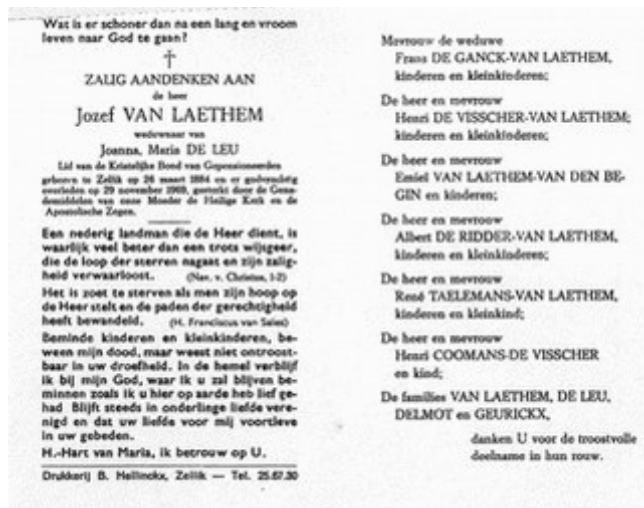 Wat is er schoner dan na een lang en vroom
leven naar God te gaan?
†
ZALIG AANDENKEN AAN
de heer
Jozef VAN LAETHEM
weduwnaar van
Joanna, Maria DE LEU
Lid van de Kristelijke Bond van Gepensioneerden
geboren te Zellik op 26 maart 1884 en er godvruchtig
overleden op 29 november 1969, gesterkt door de Gena-
demiddelen van onze Moeder de Heilige Kerk en de
Apostolische Zegen.
Een nederig landman die de Heer dient, is
waarlijk veel beter dan een trots wijsgeer,
die de loop der sterren nagaat en zijn zalig-
heid verwaarloost. (Nav. v. Christus, 1-2)
Het is zoet te sterven als men zijn hoop op
de Heer stelt en de paden der gerechtigheid
heeft bewandeld. (H. Franciscus van Sales)
Beminde kinderen en kleinkinderen, be-
ween mijn dood, maar weest niet ontroost-
baar in uw droefheid. In de hemel verblijf
ik bij mijn God, waar ik u zal blijven be-
minnen zoals ik u hier op aarde heb lief ge-
had. Blijft steeds in onderlinge liefde vere-
nigd en dat uw liefde voor mij voortleve
in uw gebeden.
H.-Hart van Maria, ik betrouw op U.
Drukkerij B. Hellinckx, Zellik — Tel. 25.67.30
Mevrouw de weduwe
Frans DE GANCK-VAN LAETHEM,
kinderen en kleinkinderen;
De heer en mevrouw
Henri DE VISSCHER-VAN LAETHEM;
kinderen en kleinkinderen;
De heer en mevrouw
Emiel VAN LAETHEM-VAN DEN BE-
GIN en kinderen;
De heer en mevrouw
Albert DE RIDDER-VAN LAETHEM,
kinderen en kleinkinderen;
De heer en mevrouw
René TAELEMANS-VAN LAETHEM,
kinderen en kleinkind;
De heer en mevrouw
Henri COOMANS-DE VISSCHER
en kind;
De families VAN LAETHEM, DE LEU,
DELMOT en GEURICKX,
danken U voor de troostvolle
deelname in hun rouw.